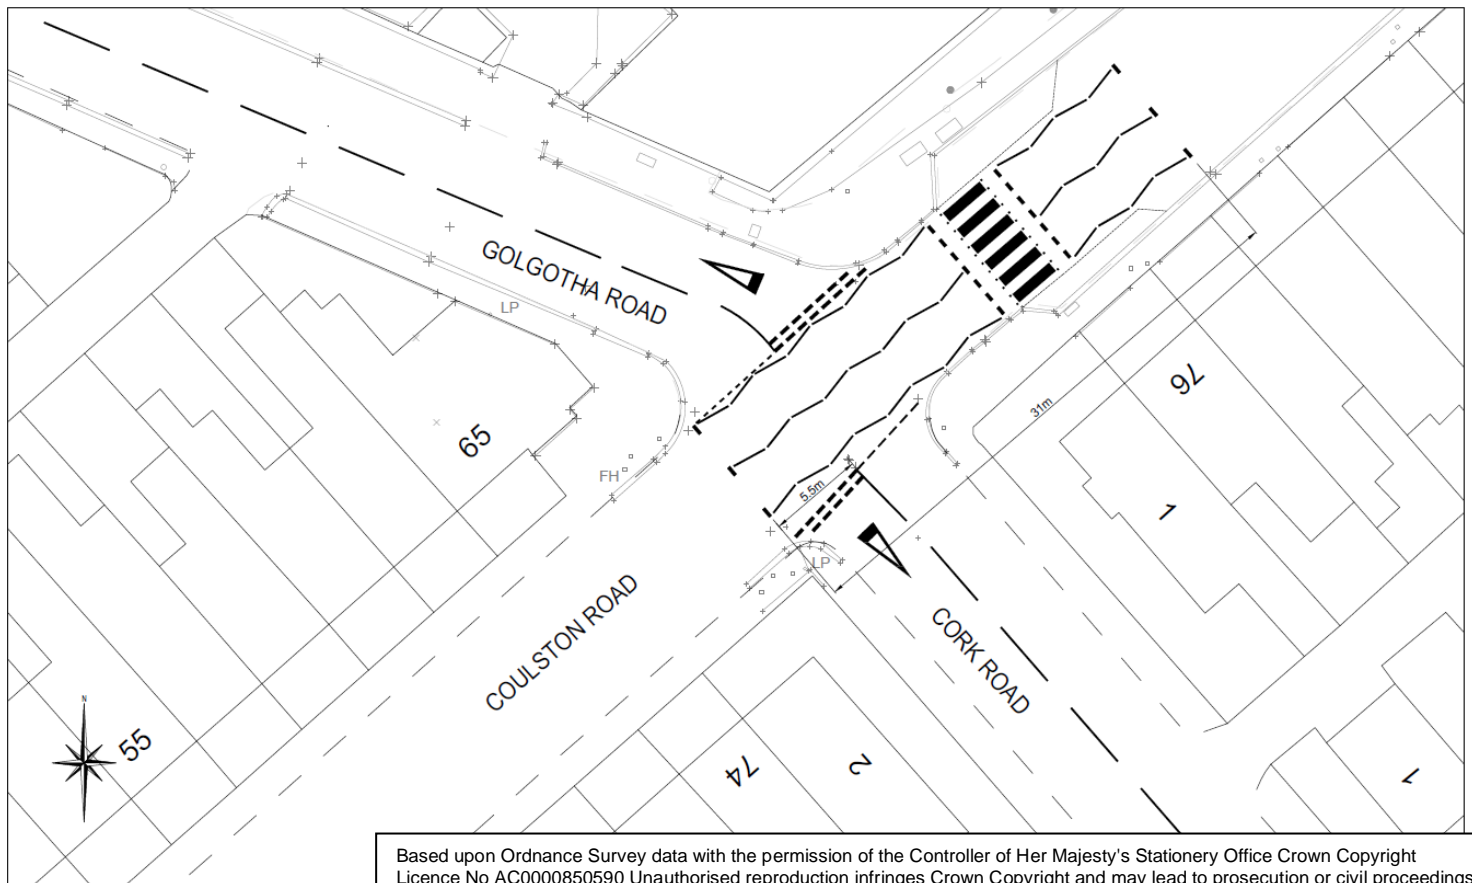 GOLGOTHA ROAD
LP
76
31m
65
FH
5.5m
1
LP
COULSTON ROAD
CORK ROAD
N
55
74
2
1
Based upon Ordnance Survey data with the permission of the Controller of Her Majesty's Stationery Office Crown Copyright
Licence No AC0000850590 Unauthorised reproduction infringes Crown Copyright and may lead to prosecution or civil proceedings